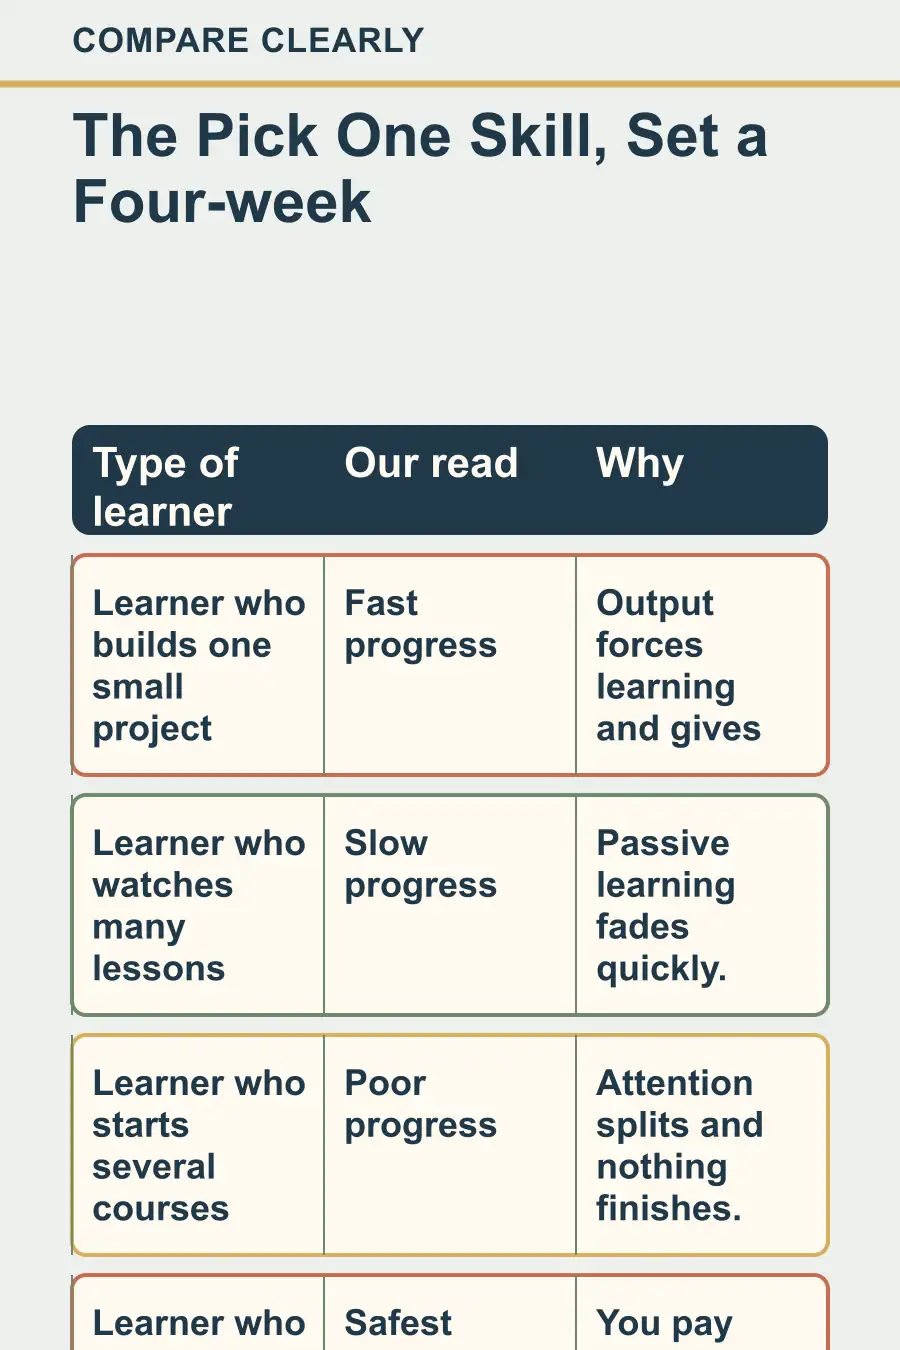 COMPARE CLEARLY
The Pick One Skill, Set a
Four-week
Type of
learner
Our read
Why
Learner who
builds one
small
project
Fast
progress
Output
forces
learning
and gives
Learner who
watches
many
lessons
Slow
progress
Passive
learning
fades
quickly.
Learner who
starts
several
courses
Poor
progress
Attention
splits and
nothing
finishes.
Learner who
Safest
You pay